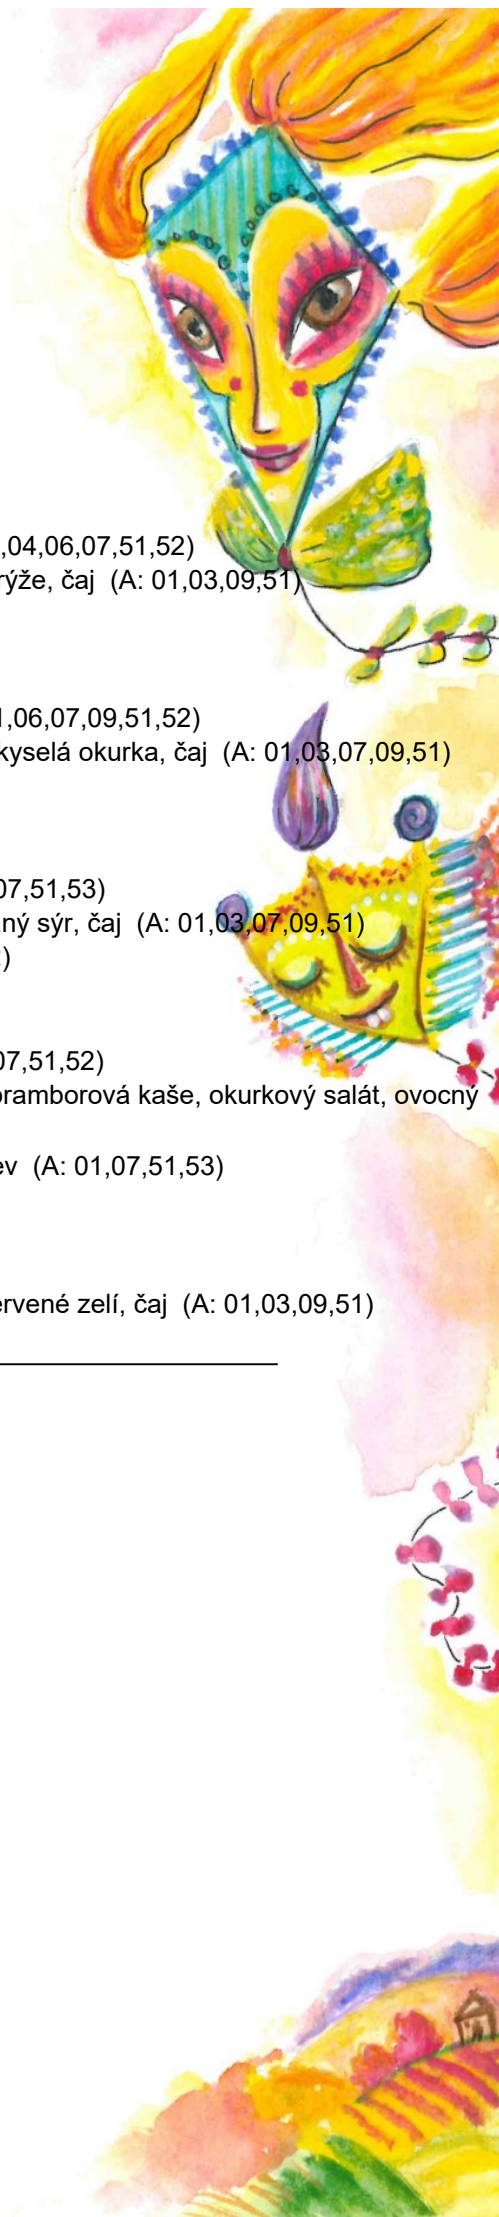 ,04,06,07,51,52)
rýže, čaj (A: 01,03,09,51)
,06,07,09,51,52)
kyselá okurka, čaj (A: 01,03,07,09,51)
07,51,53)
ný sýr, čaj (A: 01,03,07,09,51)
)
07,51,52)
bramborová kaše, okurkový salát, ovocný
ev (A: 01,07,51,53)
ervené zelí, čaj (A: 01,03,09,51)